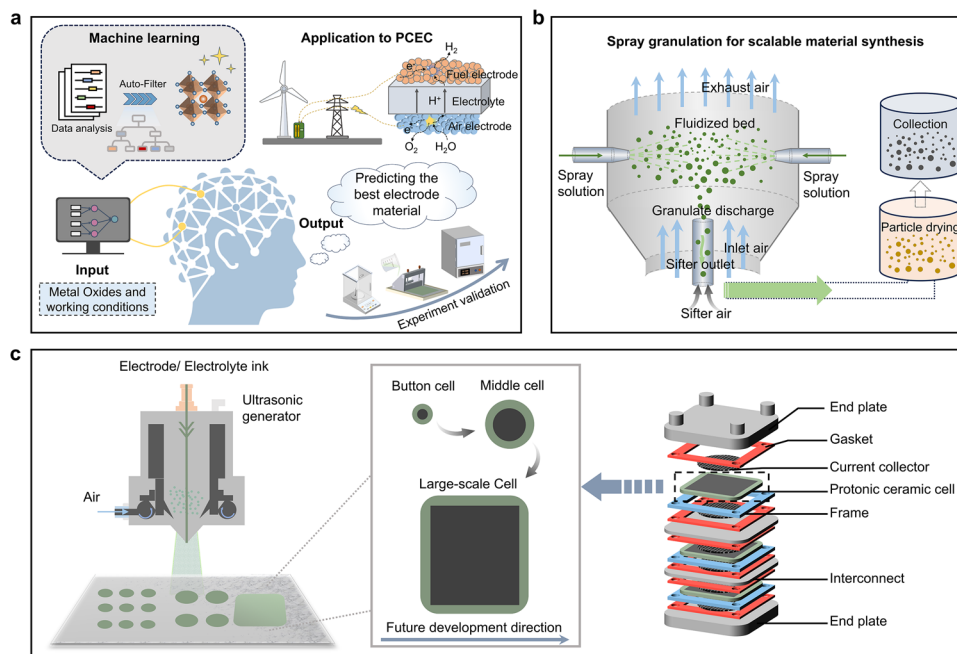 a
Machine learning
Auto-Filter
Data analysis
Application to PCEC
H2
e-
Fuel electrode
H+
Electrolyte
Air electrode
e-
O2
H2O
Predicting the
best electrode
material
Output
Input
Metal Oxides and
working conditions
Experiment validation
b
Spray granulation for scalable material synthesis
Exhaust air
Fluidized bed
Spray
solution
Spray
solution
Granulate discharge
Inlet air
Sifter outlet
Sifter air
Collection
Particle drying
c
Electrode/ Electrolyte ink
Ultrasonic
generator
Air
Button cell
Middle cell
Large-scale Cell
Future development direction
End plate
Gasket
Current collector
Protonic ceramic cell
Frame
Interconnect
End plate